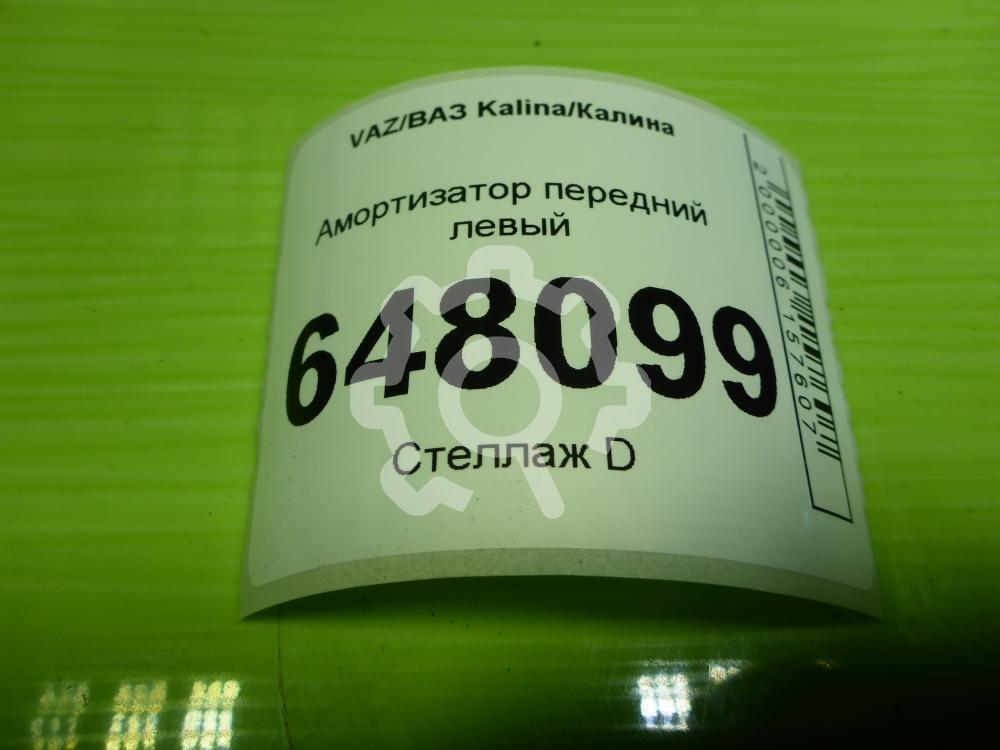 VAZ/ВАЗ Kalina/Калина
Амортизатор передний
левый
648099
Стеллаж D
2000006157607